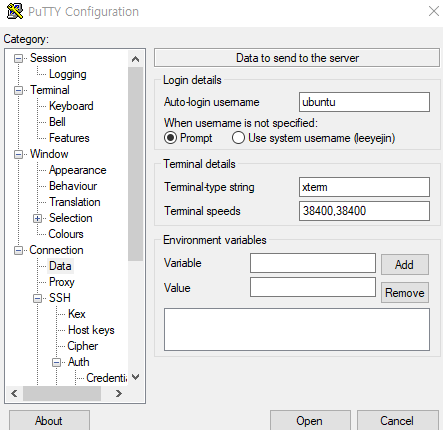 PuTTY Configuration
Category:
Session
Logging
Terminal
Keyboard
Bell
Features
Window
Appearance
Behaviour
Translation
Selection
Colours
Connection
Data
Proxy
SSH
Kex
Host keys
Cipher
Auth
Data to send to the server
Login details
Auto-login username ubuntu
When username is not specified:
Prompt Use system username (leeyejin)
Terminal details
Terminal-type string xterm
Terminal speeds 38400,38400
Environment variables
Variable Add
Value Remove
About Open Cancel